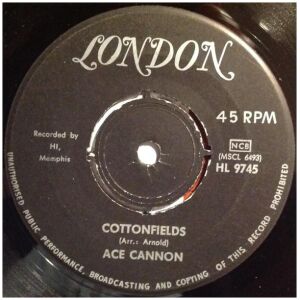 LONDON
45 RPM
Recorded by
HI,
Memphis
NCB
(MSCL 6493)
HL 9745
COTTONFIELDS
(Arr.: Arnold)
ACE CANNON
UNAUTHORISED PUBLIC PERFORMANCE, BROADCASTING AND COPYING OF THIS RECORD PROHIBITED